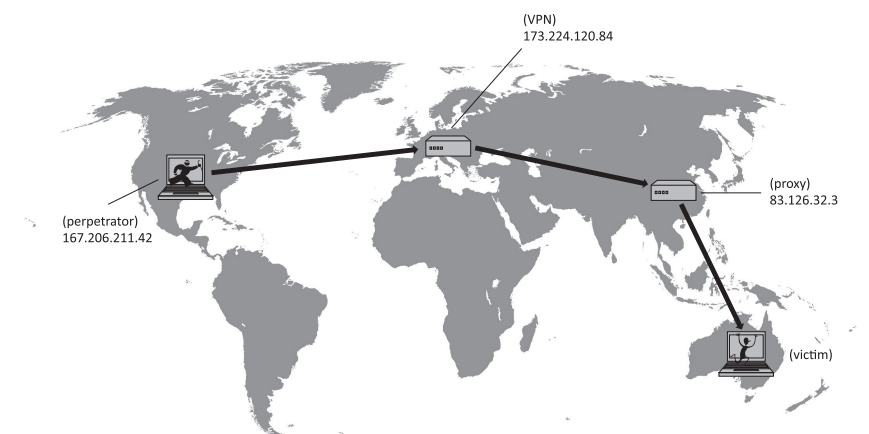 (VPN)
173.224.120.84
(proxy)
83.126.32.3
(perpetrator)
167.206.211.42
(victim)